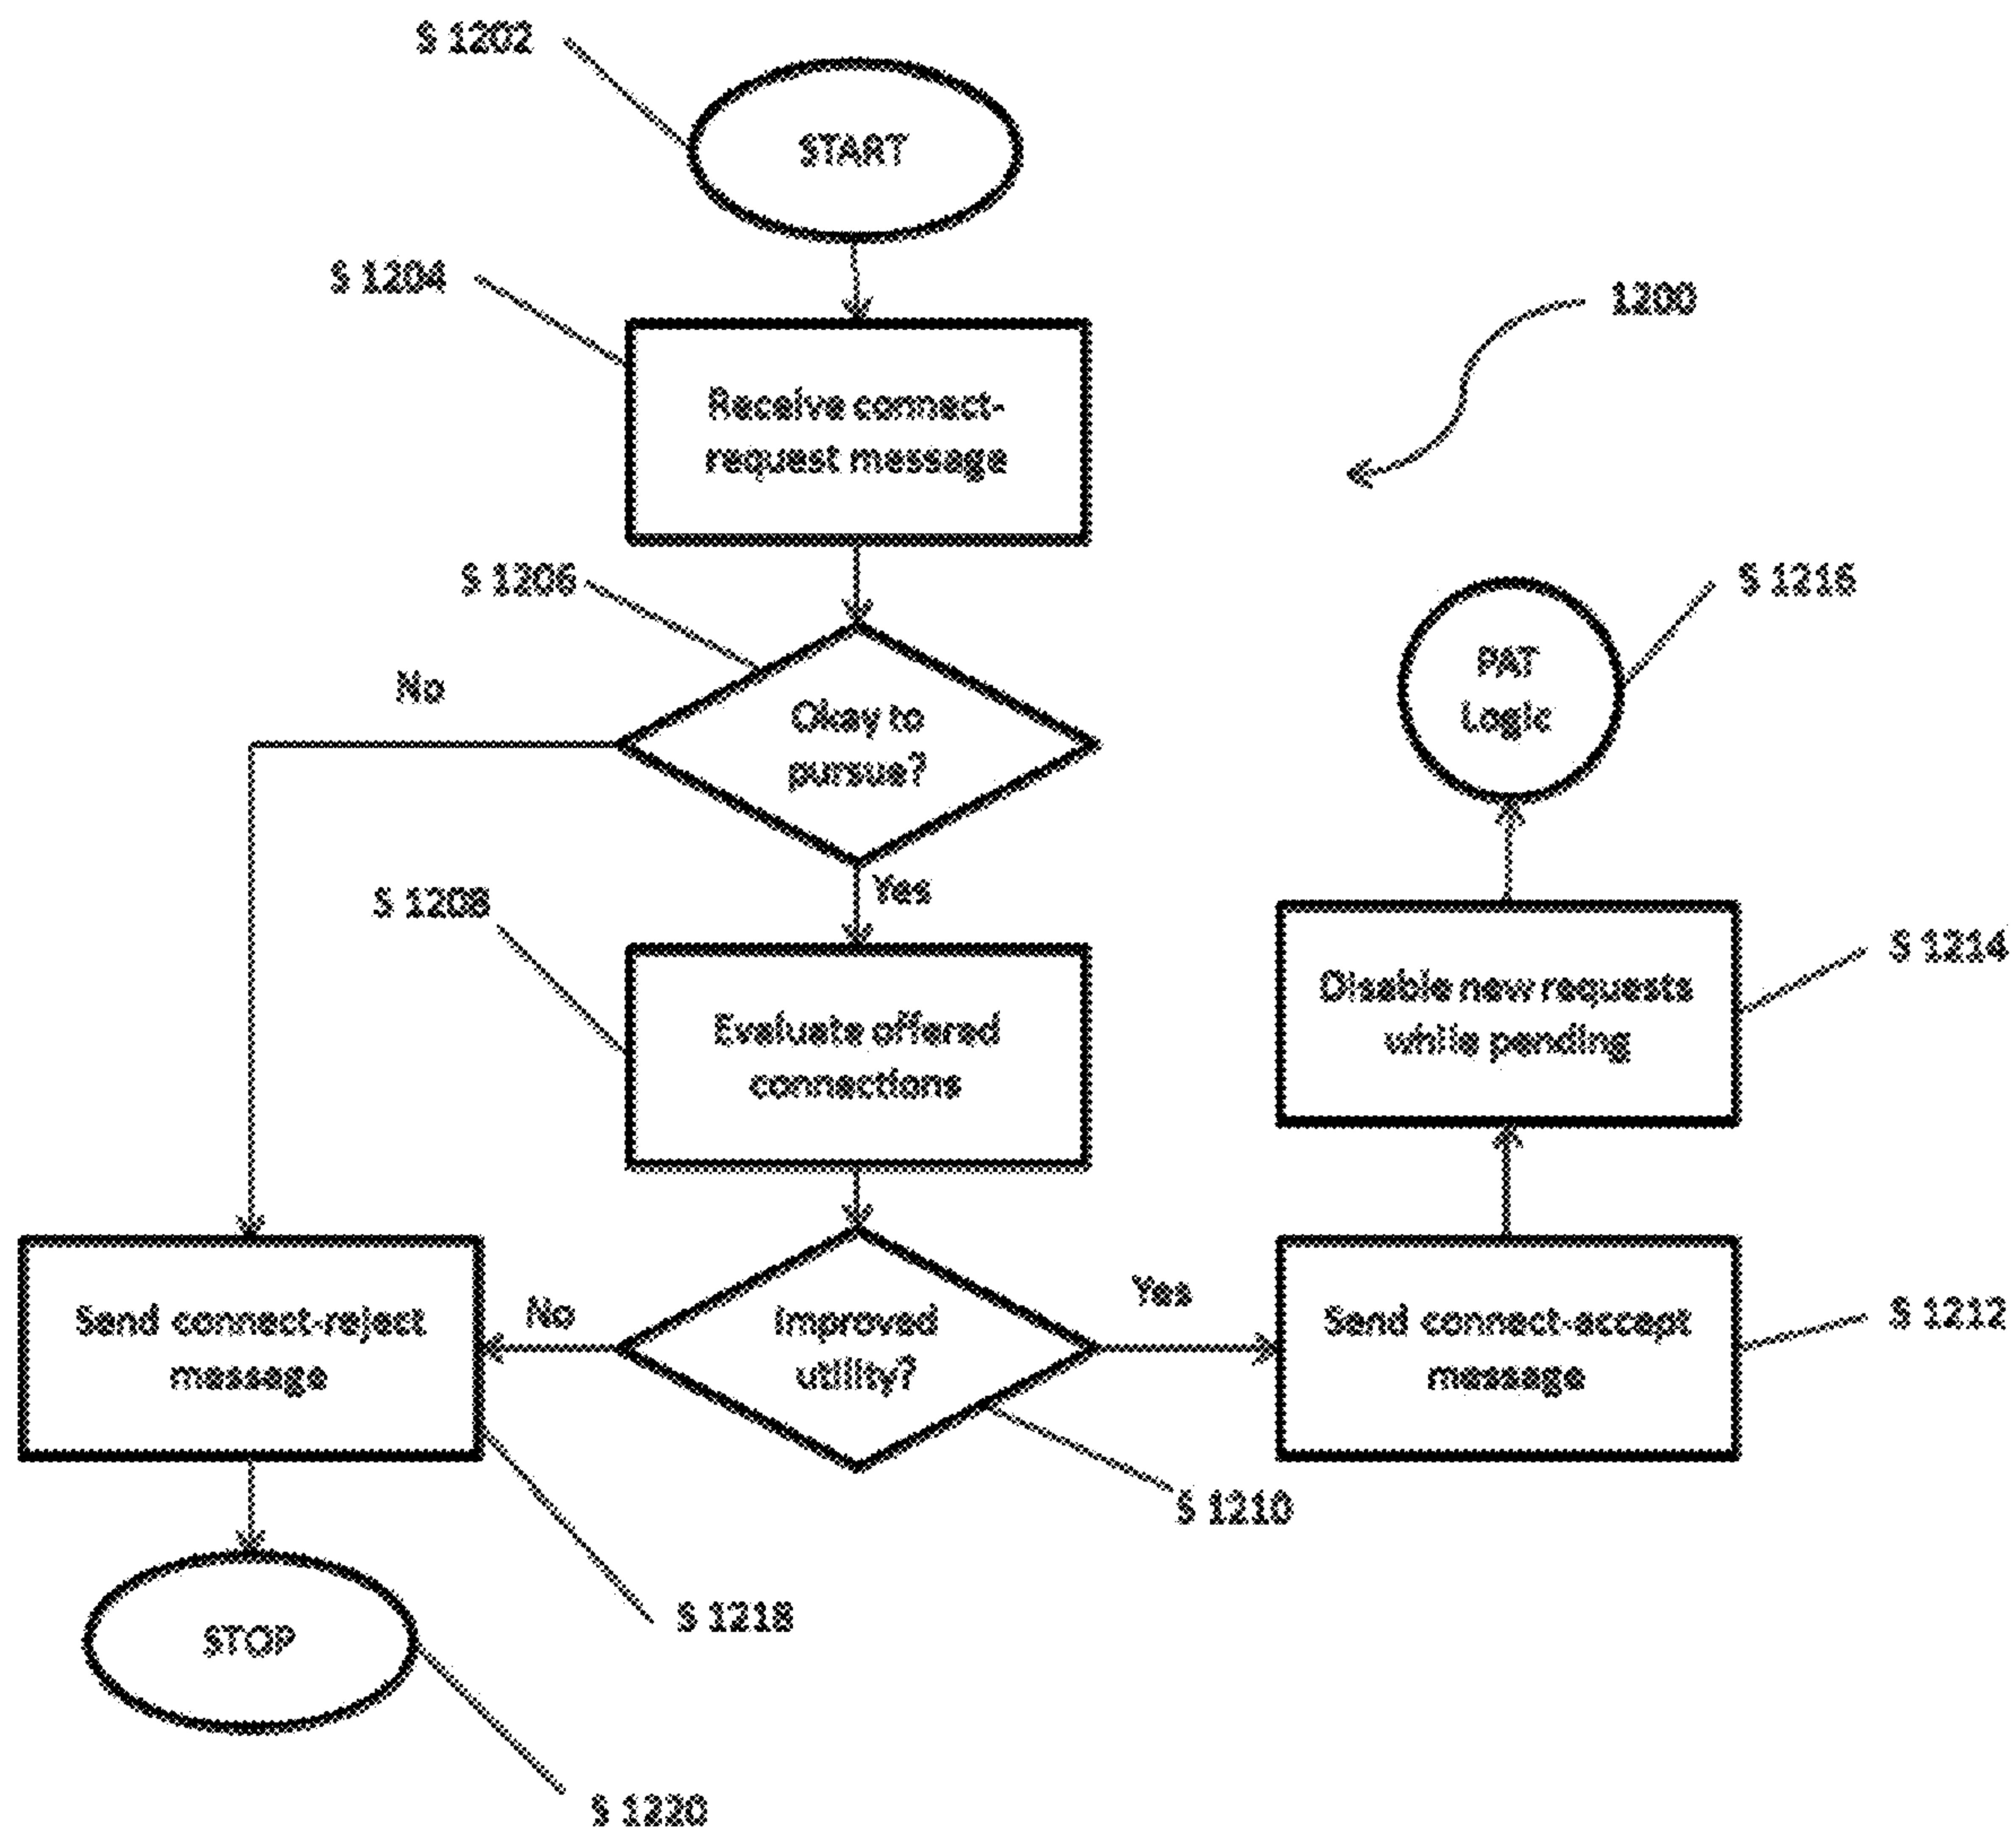 S 1202
START
S 1204
1200
Receive connect-
request message
S 1206
S 1216
No
PAT
Logic
Okay to
pursue?
S 1208
Yes
S 1214
Disable new requests
while pending
Evaluate offered
connections
Yes
No
S 1212
Send connect-reject
message
Improved
utility?
Send connect-accept
message
S 1210
S 1218
STOP
S 1220